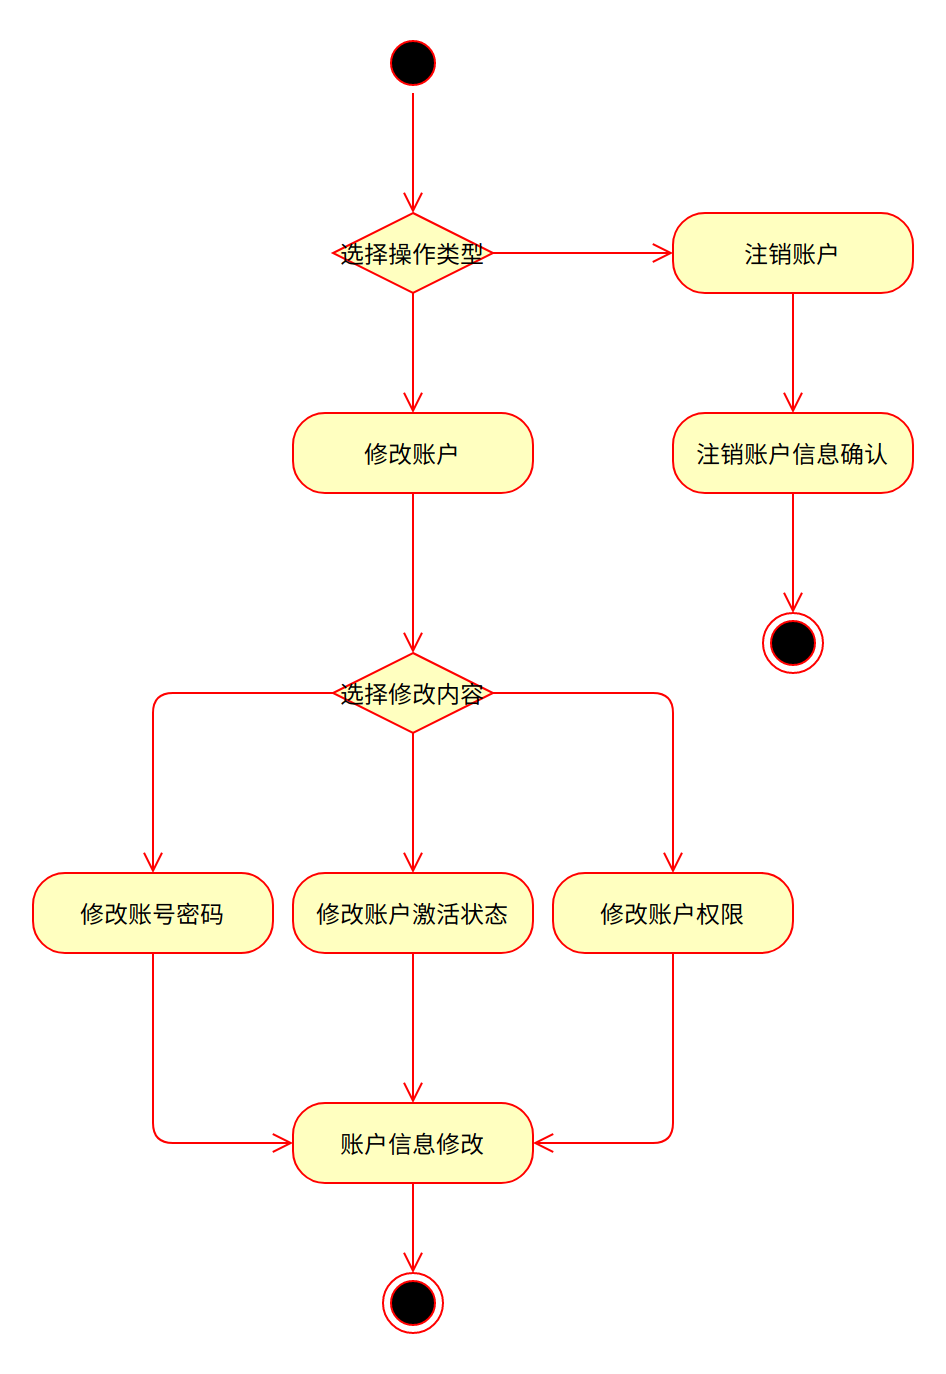 选择操作类型
注销账户
修改账户
注销账户信息确认
选择修改内容
修改账号密码
修改账户激活状态
修改账户权限
账户信息修改